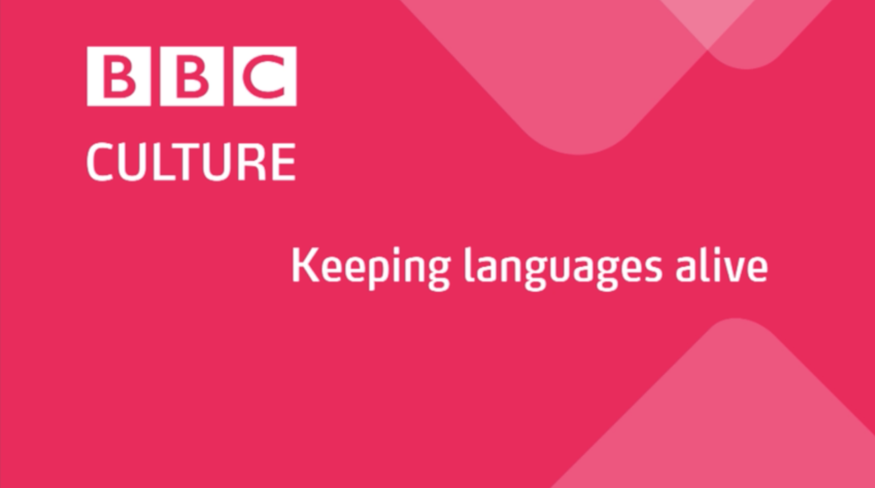 BBC
CULTURE
Keeping languages alive